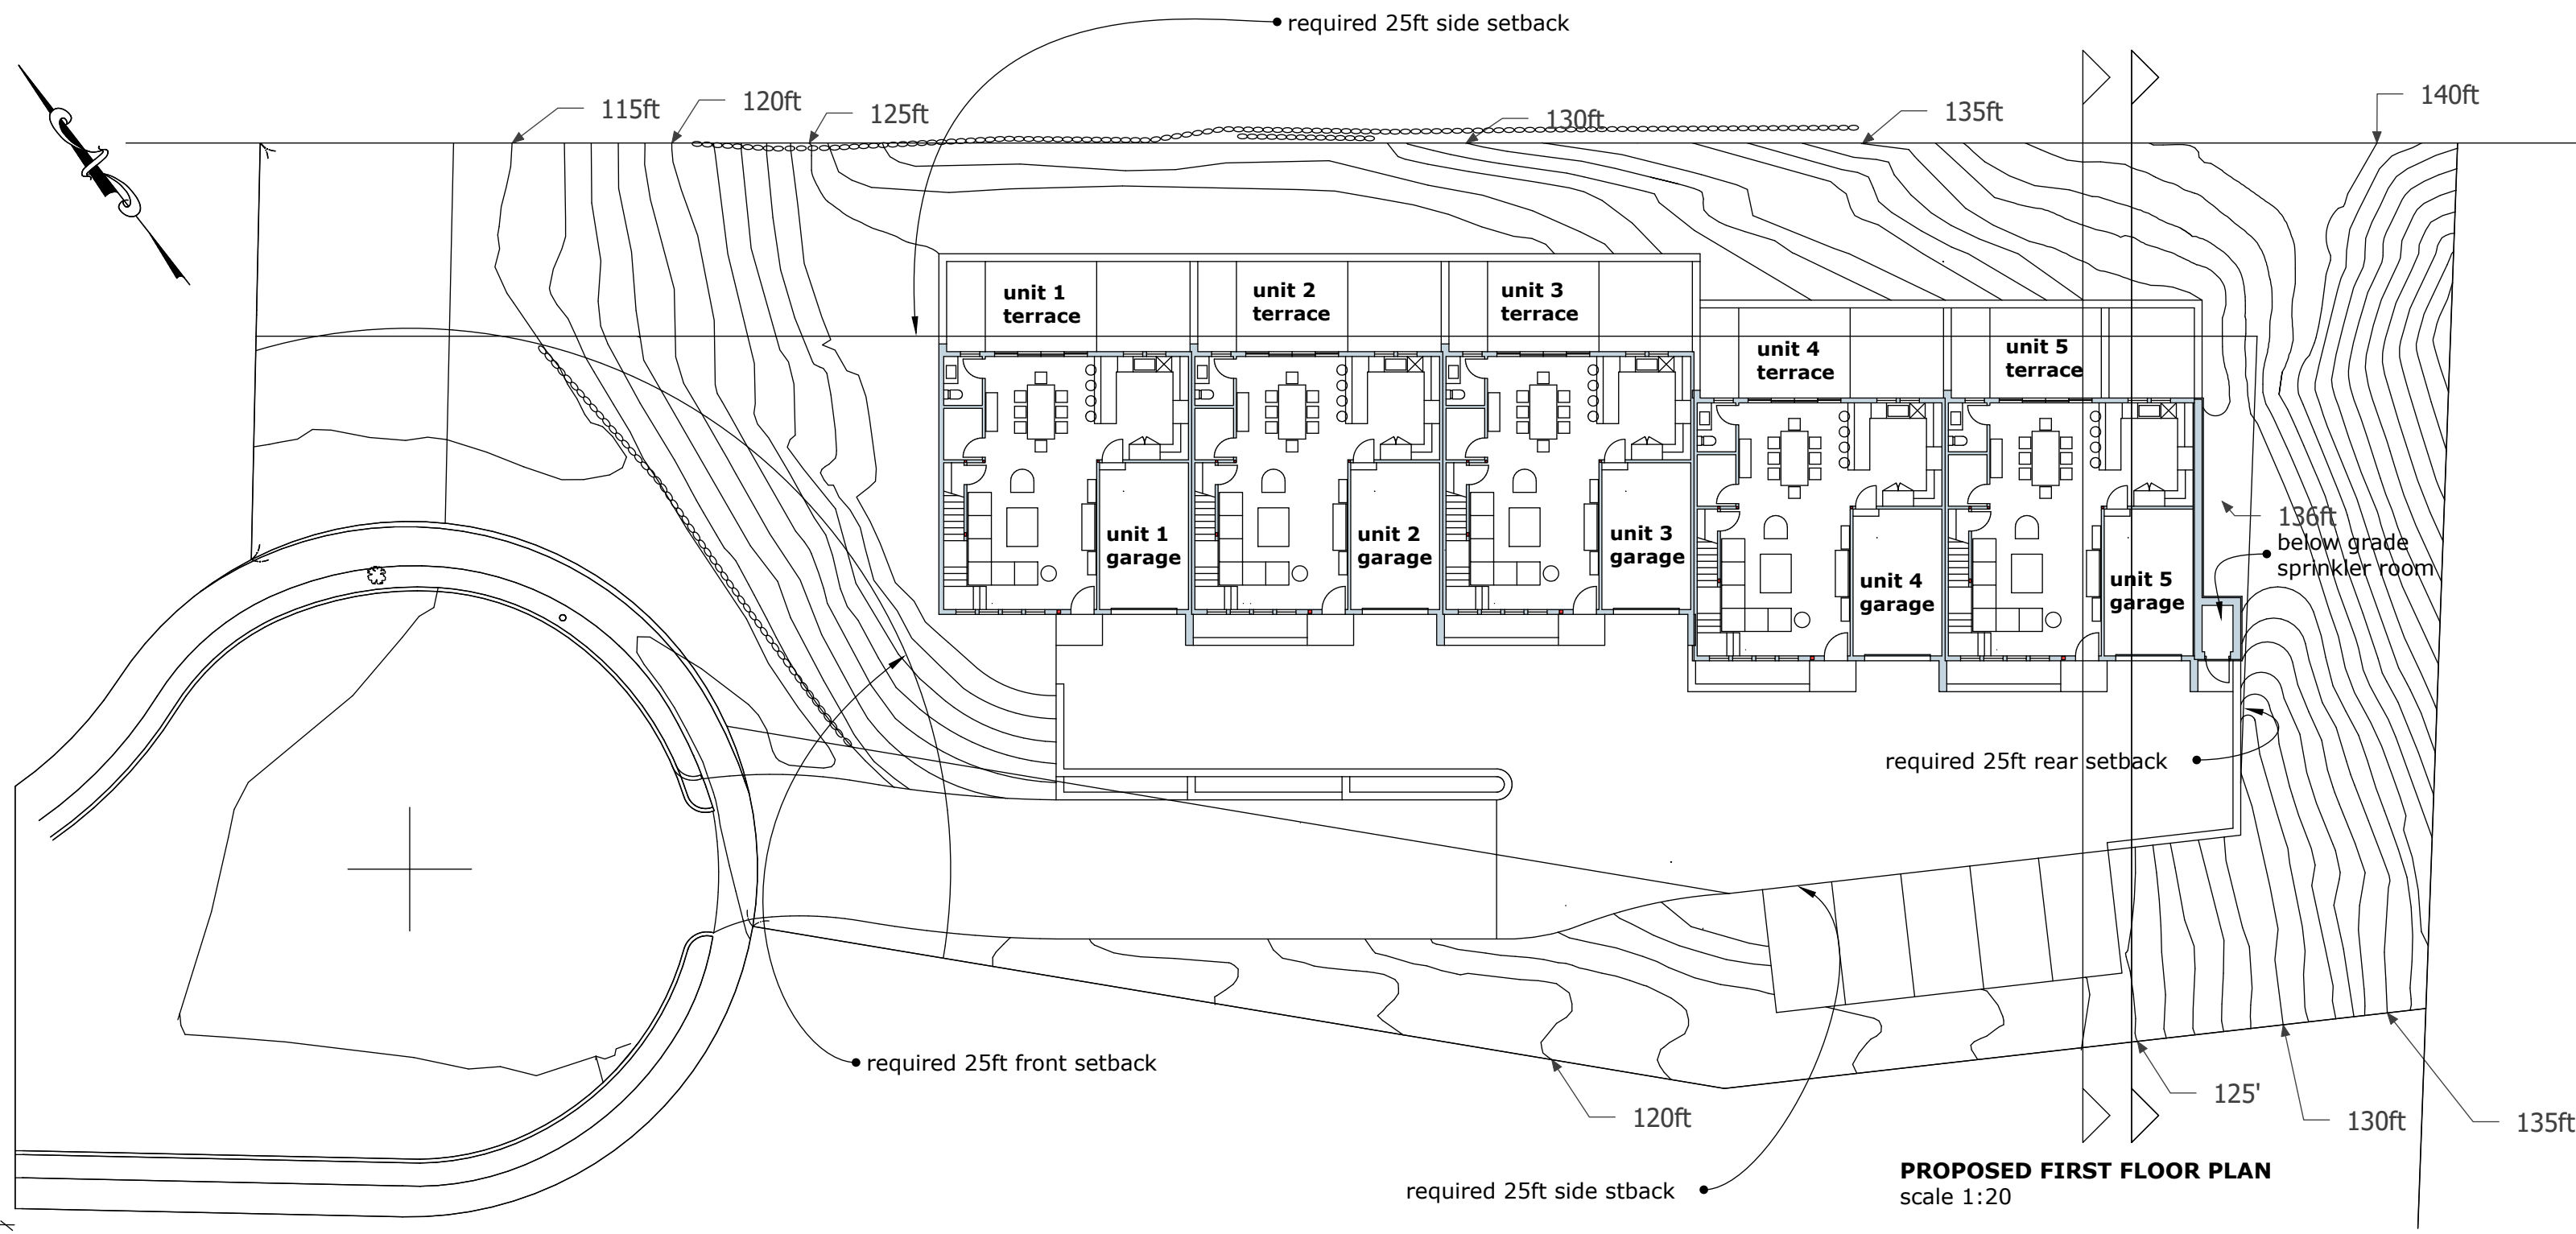 required 25ft side setback
115ft
120ft
125ft
130ft
135ft
140ft
unit 1
terrace
unit 2
terrace
unit 3
terrace
unit 4
terrace
unit 5
terrace
136ft
below grade
sprinkler room
unit 1
garage
unit 2
garage
unit 3
garage
unit 4
garage
unit 5
garage
required 25ft rear setback
required 25ft front setback
120ft
125'
130ft
135ft
required 25ft side stback
PROPOSED FIRST FLOOR PLAN
scale 1:20